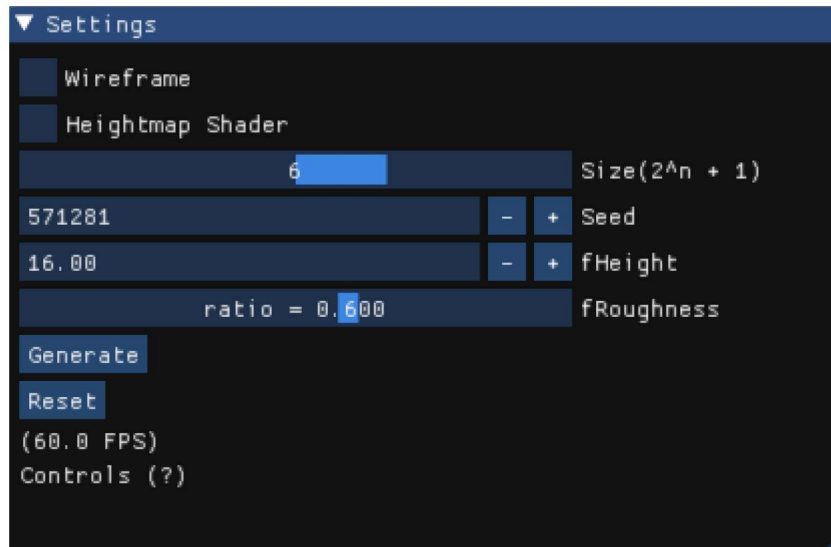 Settings
Wireframe
Heightmap Shader
6 Size(2^n + 1)
571281 - + Seed
16.00 - + fHeight
ratio = 0.600 fRoughness
Generate
Reset
(60.0 FPS)
Controls (?)